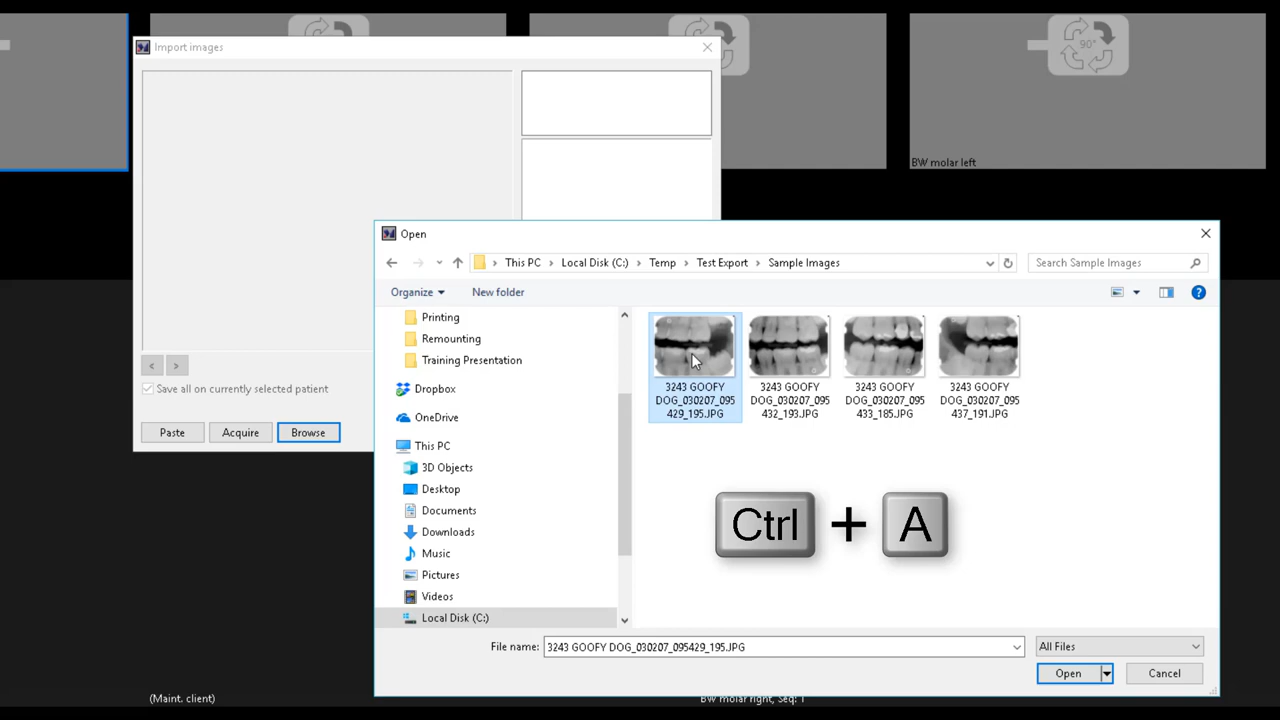 90°
Import images
BW molar left
Open
This PC
Local Disk (C:)
Temp
Test Export
Sample Images
Search Sample Images
Organize
New folder
?
Printing
Remounting
Training Presentation
Dropbox
OneDrive
This PC
3D Objects
Desktop
Documents
Downloads
Music
Pictures
Videos
Local Disk (C:)
3243 GOOFY
DOG_030207_095
429_195.JPG
3243 GOOFY
DOG_030207_095
432_193.JPG
3243 GOOFY
DOG_030207_095
433_185.JPG
3243 GOOFY
DOG_030207_095
437_191.JPG
Ctrl + A
< >
Save all on currently selected patient
Paste
Acquire
Browse
File name:
3243 GOOFY DOG_030207_095429_195.JPG
All Files
Open
Cancel
(Maint. client)
BW molar right, Seq: 1